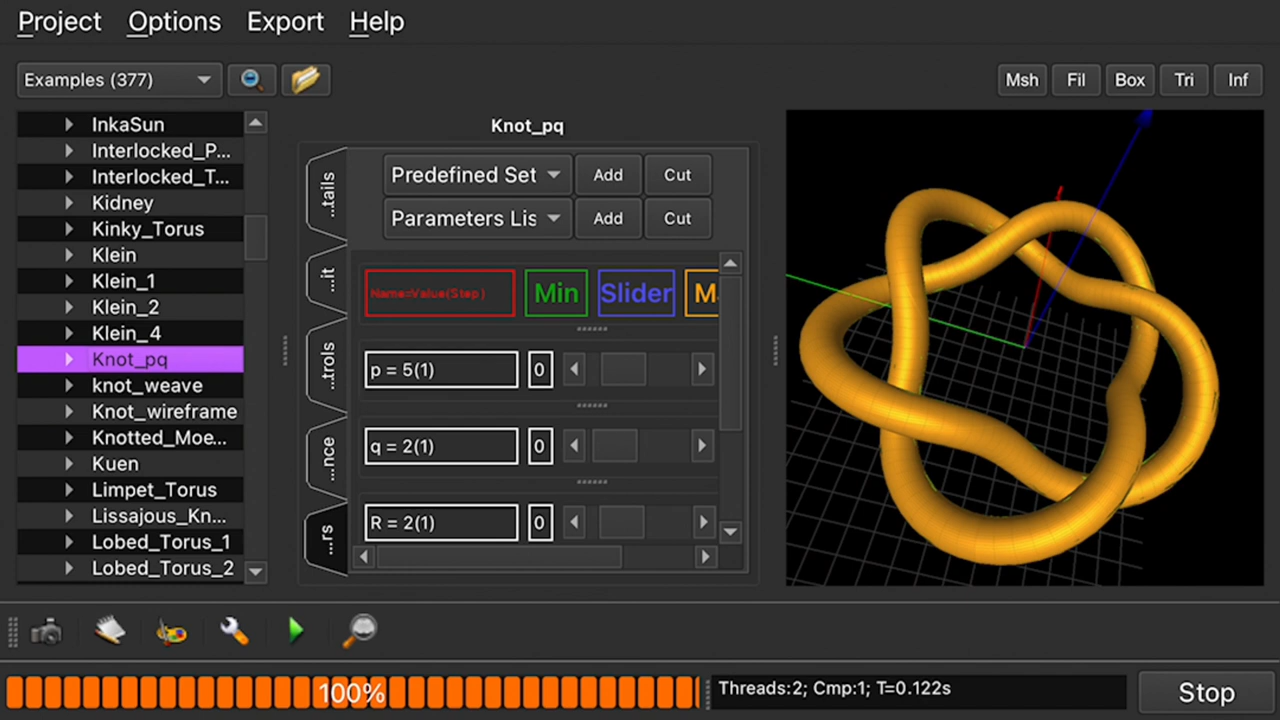 Project Options Export Help
Examples (377)
Msh Fil Box Tri Inf
InkaSun
Interlocked_P...
Interlocked_T...
Kidney
Kinky_Torus
Klein
Klein_1
Klein_2
Klein_4
Knot_pq
knot_weave
Knot_wireframe
Knotted_Moe...
Kuen
Limpet_Torus
Lissajous_Kn...
Lobed_Torus_1
Lobed_Torus_2
Knot_pq
...tails
...it
...trols
...nce
...rs
Predefined Set Add Cut
Parameters Lis Add Cut
Name=Value(Step) Min Slider Ma
p = 5(1) 0
q = 2(1) 0
R = 2(1) 0
100%
Threads:2; Cmp:1; T=0.122s
Stop